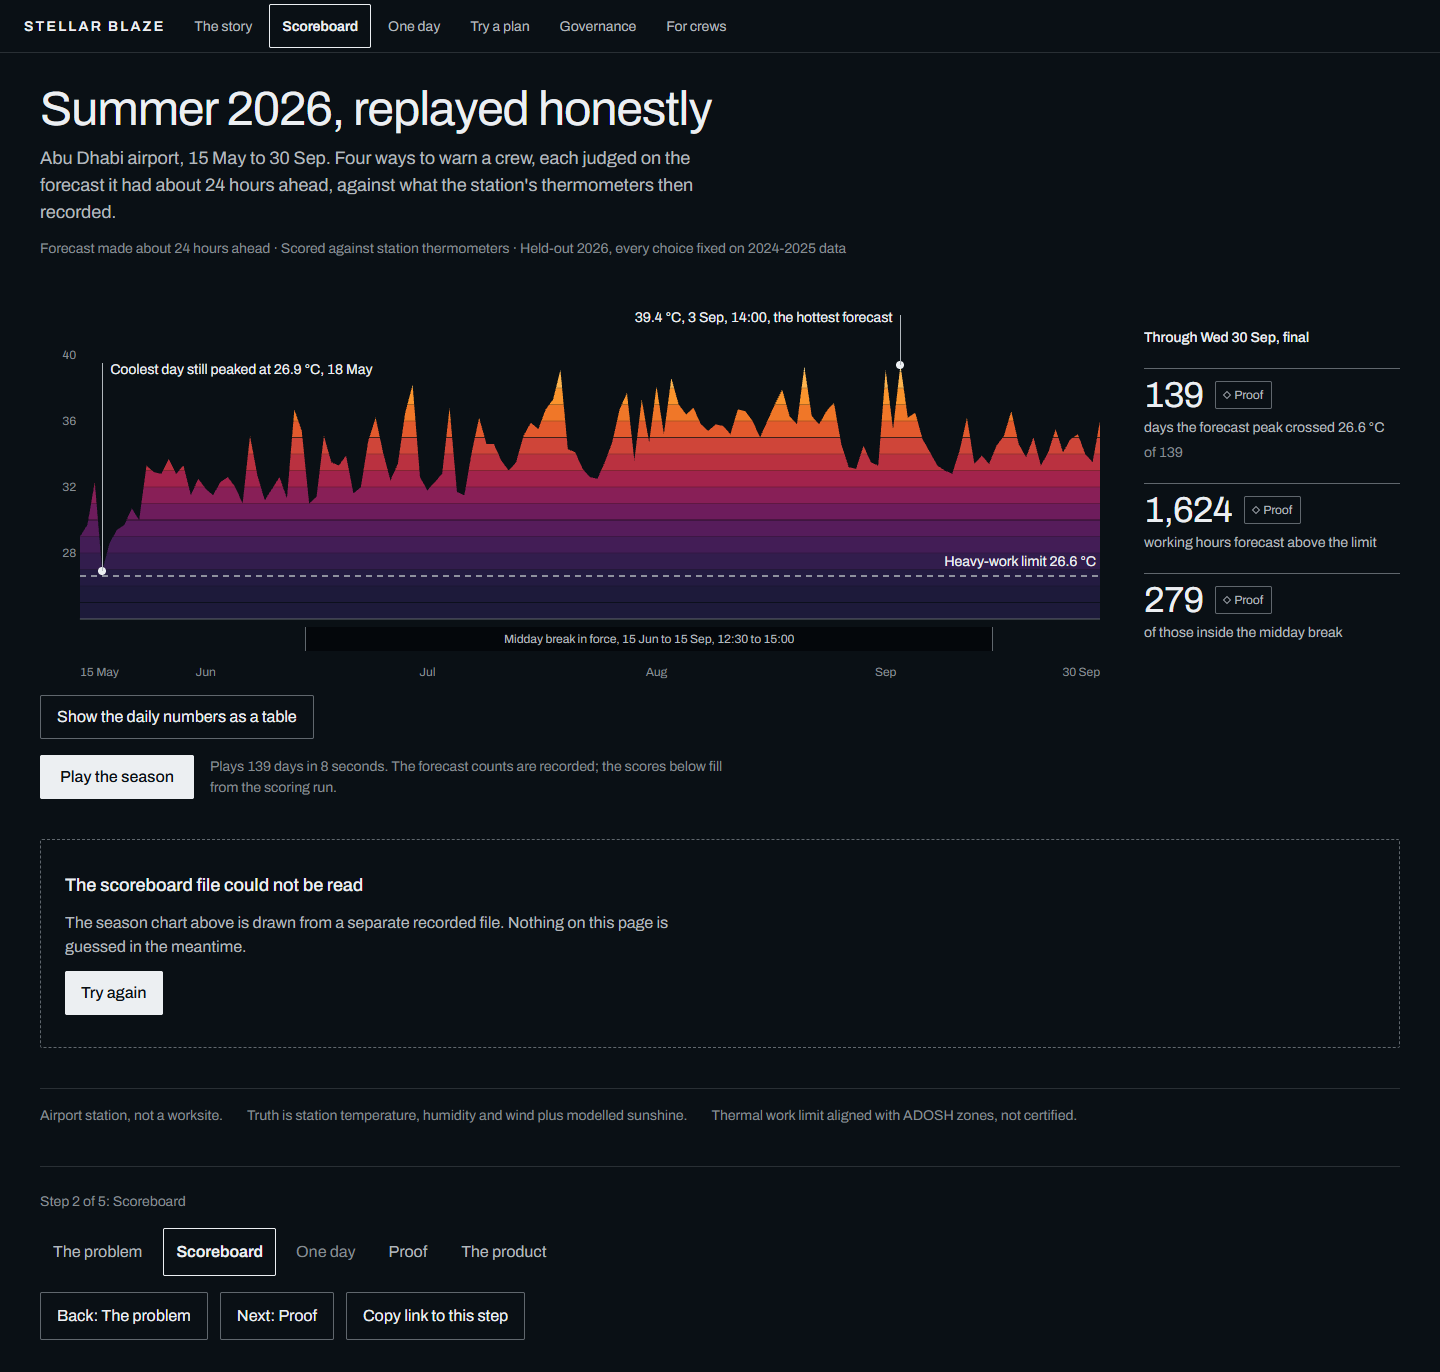 STELLAR BLAZE
The story
Scoreboard
One day
Try a plan
Governance
For crews
Summer 2026, replayed honestly
Abu Dhabi airport, 15 May to 30 Sep. Four ways to warn a crew, each judged on the
forecast it had about 24 hours ahead, against what the station's thermometers then
recorded.
Forecast made about 24 hours ahead · Scored against station thermometers · Held-out 2026, every choice fixed on 2024-2025 data
39.4 °C, 3 Sep, 14:00, the hottest forecast
Coolest day still peaked at 26.9 °C, 18 May
40
36
32
28
Heavy-work limit 26.6 °C
Midday break in force, 15 Jun to 15 Sep, 12:30 to 15:00
15 May
Jun
Jul
Aug
Sep
30 Sep
Through Wed 30 Sep, final
139
◇ Proof
days the forecast peak crossed 26.6 °C
of 139
1,624
◇ Proof
working hours forecast above the limit
279
◇ Proof
of those inside the midday break
Show the daily numbers as a table
Play the season
Plays 139 days in 8 seconds. The forecast counts are recorded; the scores below fill
from the scoring run.
The scoreboard file could not be read
The season chart above is drawn from a separate recorded file. Nothing on this page is
guessed in the meantime.
Try again
Airport station, not a worksite.
Truth is station temperature, humidity and wind plus modelled sunshine.
Thermal work limit aligned with ADOSH zones, not certified.
Step 2 of 5: Scoreboard
The problem
Scoreboard
One day
Proof
The product
Back: The problem
Next: Proof
Copy link to this step